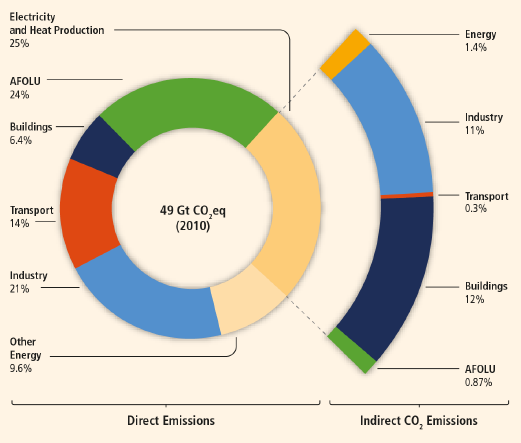 Electricity
and Heat Production
25%
AFOLU
24%
Buildings
6.4%
Transport
14%
Industry
21%
Other
Energy
9.6%
49 Gt CO₂eq
(2010)
Energy
1.4%
Industry
11%
Transport
0.3%
Buildings
12%
AFOLU
0.87%
Direct Emissions
Indirect CO₂ Emissions